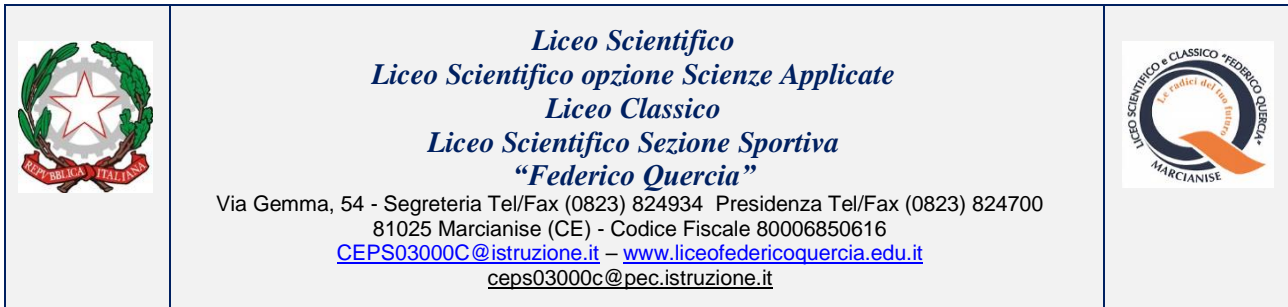 REPVBBLICA ITALIANA
Liceo Scientifico
Liceo Scientifico opzione Scienze Applicate
Liceo Classico
Liceo Scientifico Sezione Sportiva
“Federico Quercia”
Via Gemma, 54 - Segreteria Tel/Fax (0823) 824934 Presidenza Tel/Fax (0823) 824700
81025 Marcianise (CE) - Codice Fiscale 80006850616
CEPS03000C@istruzione.it – www.liceofedericoquercia.edu.it
ceps03000c@pec.istruzione.it
LICEO SCIENTIFICO e CLASSICO "FEDERICO QUERCIA"
Le radici del tuo futuro
MARCIANISE